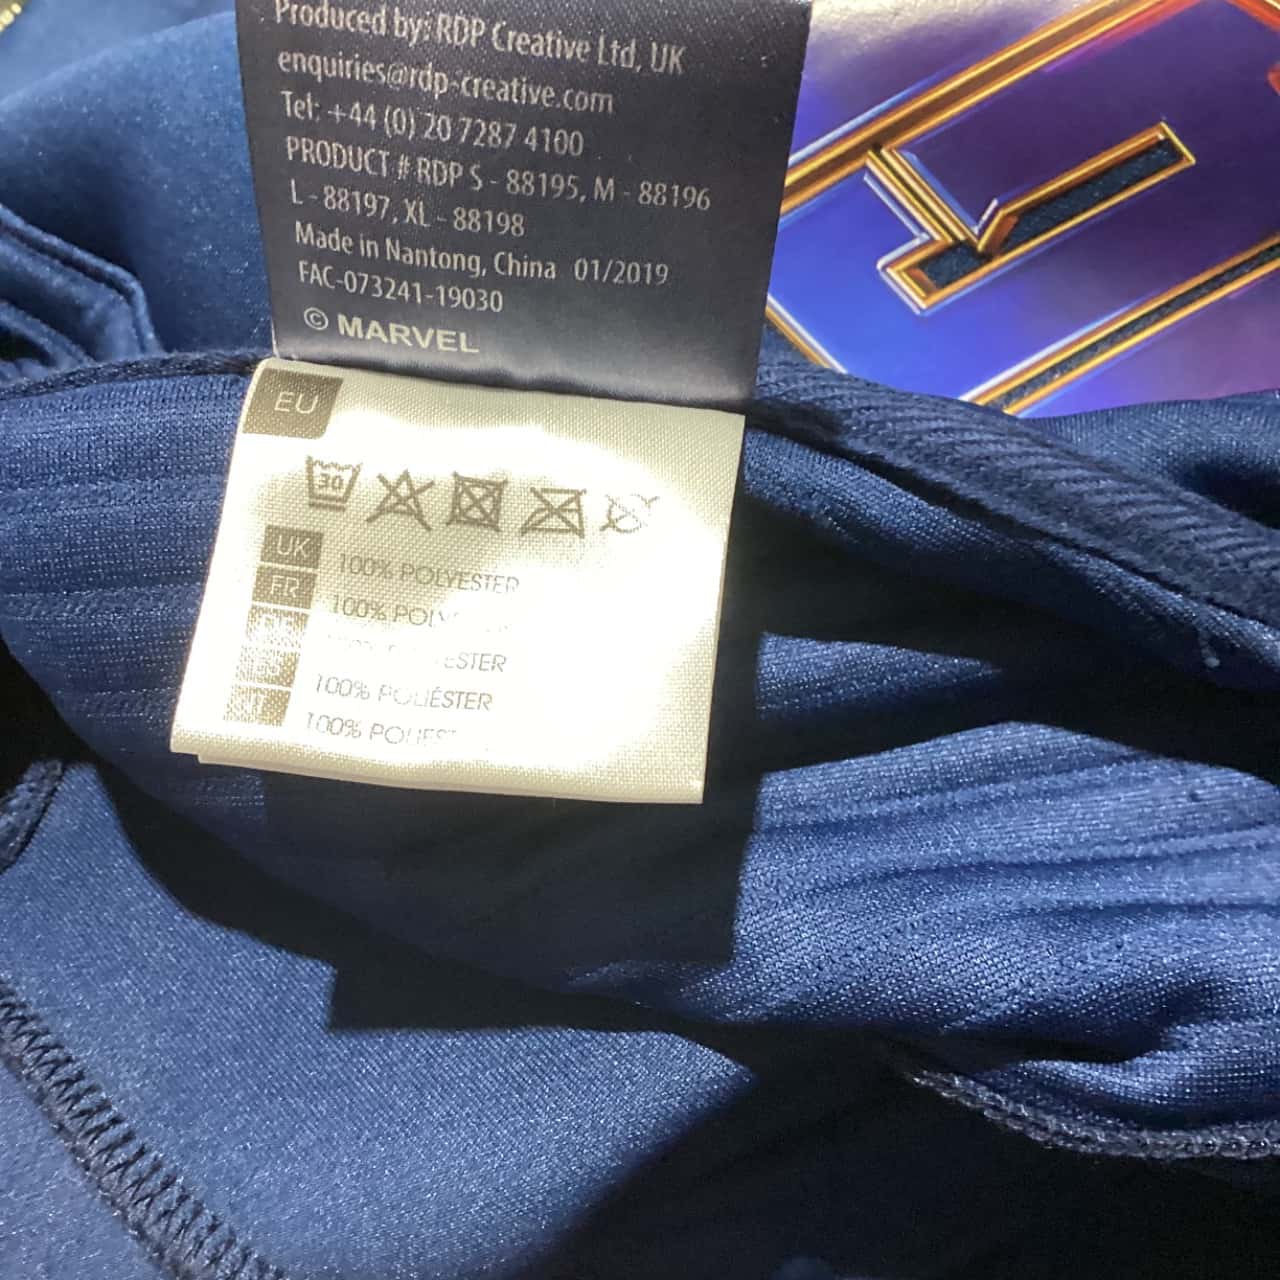 Produced by: RDP Creative Ltd, UK
enquiries@rdp-creative.com
Tel: +44 (0) 20 7287 4100
PRODUCT # RDP S - 88195, M - 88196
L - 88197, XL - 88198
Made in Nantong, China 01/2019
FAC-073241-19030
© MARVEL
EU
30
UK 100% POLYESTER
FR 100%
100% POLIÉSTER
100%